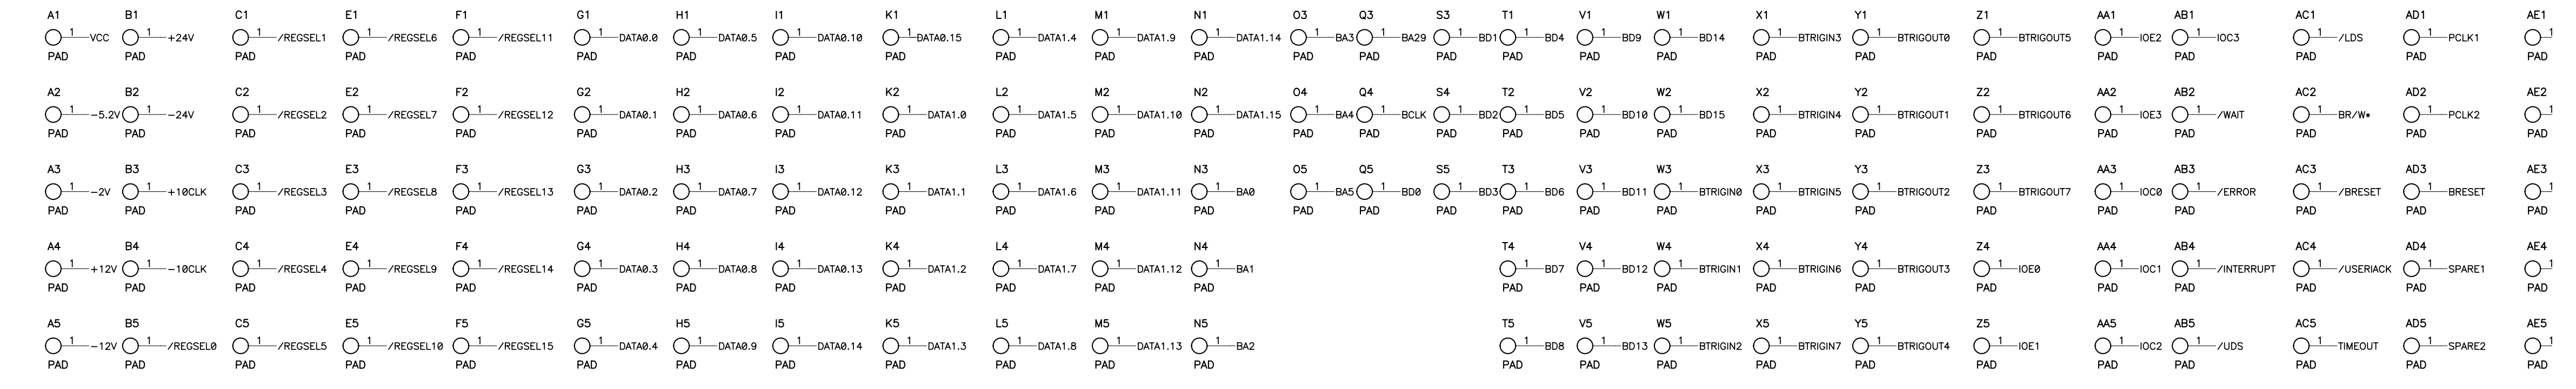 A1 B1 C1 E1 F1 G1 H1 I1 K1 L1 M1 N1 O3 Q3 S3 T1 V1 W1 X1 Y1 Z1 AA1 AB1 AC1 AD1 AE1
1 VCC 1 +24V 1 /REGSEL1 1 /REGSEL6 1 /REGSEL11 1 DATA0.0 1 DATA0.5 1 DATA0.10 1 DATA0.15 1 DATA1.4 1 DATA1.9 1 DATA1.14 1 BA3 1 BA29 1 BD1 1 BD4 1 BD9 1 BD14 1 BTRIGIN3 1 BTRIGOUT0 1 BTRIGOUT5 1 IOE2 1 IOC3 1 /LDS 1 PCLK1 1
PAD PAD PAD PAD PAD PAD PAD PAD PAD PAD PAD PAD PAD PAD PAD PAD PAD PAD PAD PAD PAD PAD PAD PAD PAD PAD
A2 B2 C2 E2 F2 G2 H2 I2 K2 L2 M2 N2 O4 Q4 S4 T2 V2 W2 X2 Y2 Z2 AA2 AB2 AC2 AD2 AE2
1 -5.2V 1 -24V 1 /REGSEL2 1 /REGSEL7 1 /REGSEL12 1 DATA0.1 1 DATA0.6 1 DATA0.11 1 DATA1.0 1 DATA1.5 1 DATA1.10 1 DATA1.15 1 BA4 1 BCLK 1 BD2 1 BD5 1 BD10 1 BD15 1 BTRIGIN4 1 BTRIGOUT1 1 BTRIGOUT6 1 IOE3 1 /WAIT 1 BR/W* 1 PCLK2 1
PAD PAD PAD PAD PAD PAD PAD PAD PAD PAD PAD PAD PAD PAD PAD PAD PAD PAD PAD PAD PAD PAD PAD PAD PAD PAD
A3 B3 C3 E3 F3 G3 H3 I3 K3 L3 M3 N3 O5 Q5 S5 T3 V3 W3 X3 Y3 Z3 AA3 AB3 AC3 AD3 AE3
1 -2V 1 +10CLK 1 /REGSEL3 1 /REGSEL8 1 /REGSEL13 1 DATA0.2 1 DATA0.7 1 DATA0.12 1 DATA1.1 1 DATA1.6 1 DATA1.11 1 BA0 1 BA5 1 BD0 1 BD3 1 BD6 1 BD11 1 BTRIGIN0 1 BTRIGIN5 1 BTRIGOUT2 1 BTRIGOUT7 1 IOC0 1 /ERROR 1 /BRESET 1 BRESET 1
PAD PAD PAD PAD PAD PAD PAD PAD PAD PAD PAD PAD PAD PAD PAD PAD PAD PAD PAD PAD PAD PAD PAD PAD PAD PAD
A4 B4 C4 E4 F4 G4 H4 I4 K4 L4 M4 N4 T4 V4 W4 X4 Y4 Z4 AA4 AB4 AC4 AD4 AE4
1 +12V 1 -10CLK 1 /REGSEL4 1 /REGSEL9 1 /REGSEL14 1 DATA0.3 1 DATA0.8 1 DATA0.13 1 DATA1.2 1 DATA1.7 1 DATA1.12 1 BA1 1 BD7 1 BD12 1 BTRIGIN1 1 BTRIGIN6 1 BTRIGOUT3 1 IOE0 1 IOC1 1 /INTERRUPT 1 /USERIACK 1 SPARE1 1
PAD PAD PAD PAD PAD PAD PAD PAD PAD PAD PAD PAD PAD PAD PAD PAD PAD PAD PAD PAD PAD PAD PAD
A5 B5 C5 E5 F5 G5 H5 I5 K5 L5 M5 N5 T5 V5 W5 X5 Y5 Z5 AA5 AB5 AC5 AD5 AE5
1 -12V 1 /REGSEL0 1 /REGSEL5 1 /REGSEL10 1 /REGSEL15 1 DATA0.4 1 DATA0.9 1 DATA0.14 1 DATA1.3 1 DATA1.8 1 DATA1.13 1 BA2 1 BD8 1 BD13 1 BTRIGIN2 1 BTRIGIN7 1 BTRIGOUT4 1 IOE1 1 IOC2 1 /UDS 1 TIMEOUT 1 SPARE2 1
PAD PAD PAD PAD PAD PAD PAD PAD PAD PAD PAD PAD PAD PAD PAD PAD PAD PAD PAD PAD PAD PAD PAD